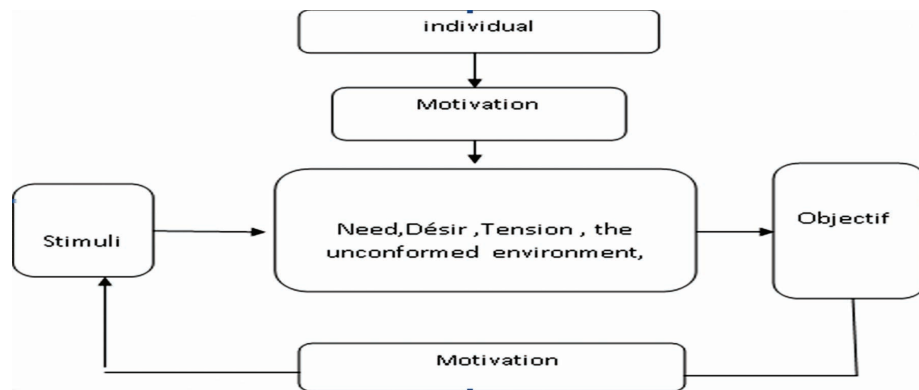 individual
Motivation
Need,Désir ,Tension , the
unconformed environment,
Stimuli
Objectif
Motivation